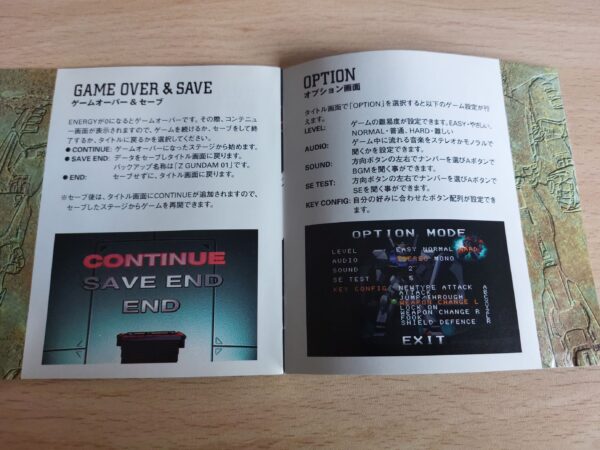 GAME OVER & SAVE
ゲームオーバー & セーブ
ENERGYが0になるとゲームオーバーです。その際、コンテニュ
ー画面が表示されますので、ゲームを続けるか、セーブをして終
了するか、タイトルに戻るかを選択してください。
● CONTINUE: ゲームオーバーになったステージから始めます。
● SAVE END: データをセーブしタイトル画面に戻ります。
バックアップ名称は「Z GUNDAM 01」です。
● END: セーブせずに、タイトル画面に戻ります。
※セーブ後は、タイトル画面にCONTINUEが追加されますので、
セーブしたステージからゲームを再開できます。
CONTINUE
SAVE END
END
OPTION
オプション画面
タイトル画面で「OPTION」を選択すると以下のゲーム設定が行
えます。
LEVEL: ゲームの難易度が設定できます。EASY・やさしい、
NORMAL・普通、HARD・難しい
AUDIO: ゲーム中に流れる音楽をステレオかモノラルで
聞くかを設定できます。
SOUND: 方向ボタンの左右でナンバーを選びAボタンで
BGMを聞く事ができます。
SE TEST: 方向ボタンの左右でナンバーを選びAボタンで
SEを聞く事ができます。
KEY CONFIG: 自分の好みに合わせたボタン配列が設定でき
ます。
OPTION MODE
LEVEL EASY NORMAL HARD
AUDIO STEREO MONO
SOUND 2
SE TEST 5
KEY CONFIG NEWTYPE ATTACK A
ATTACK B
JUMP/THROUGH C
WEAPON CHANGE L
LOCK ON
WEAPON CHANGE R
SHIELD DEFENCE R
EXIT